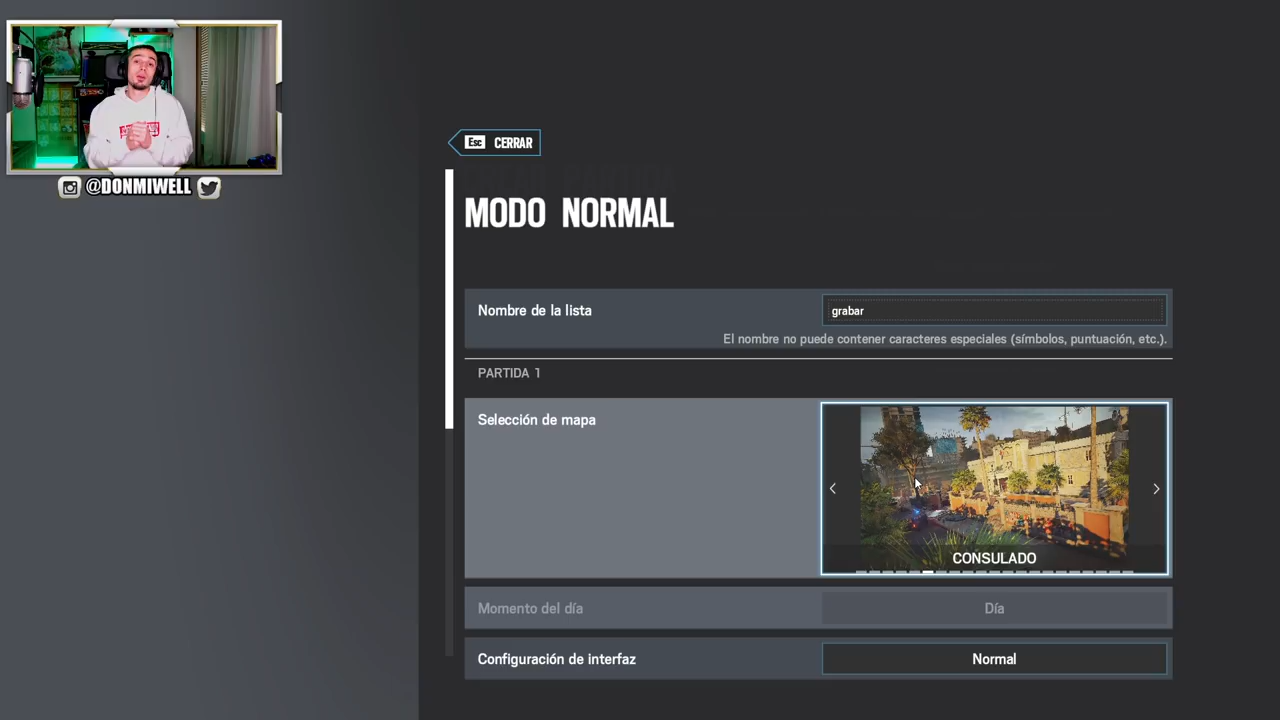 @DONMIWELL
Esc CERRAR
MODO NORMAL
Nombre de la lista
grabar
El nombre no puede contener caracteres especiales (símbolos, puntuación, etc.).
PARTIDA 1
Selección de mapa
CONSULADO
Momento del día
Día
Configuración de interfaz
Normal